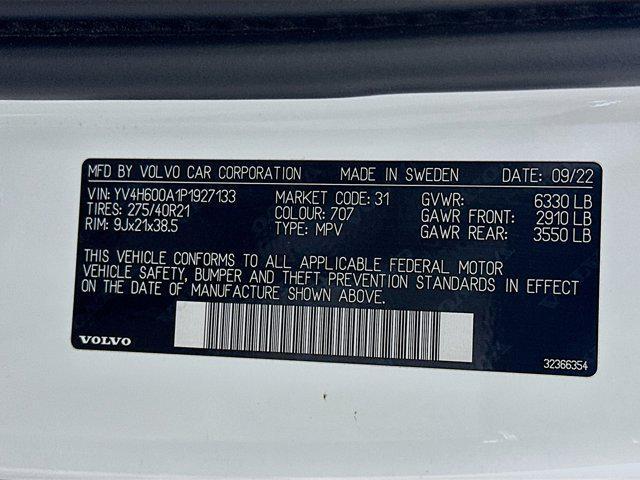 MFD BY VOLVO CAR CORPORATION MADE IN SWEDEN DATE: 09/22
VIN: YV4H600A1P1927133 MARKET CODE: 31 GVWR: 6330 LB
TIRES: 275/40R21 COLOUR: 707 GAWR FRONT: 2910 LB
RIM: 9Jx21x38.5 TYPE: MPV GAWR REAR: 3550 LB
THIS VEHICLE CONFORMS TO ALL APPLICABLE FEDERAL MOTOR
VEHICLE SAFETY, BUMPER AND THEFT PREVENTION STANDARDS IN EFFECT
ON THE DATE OF MANUFACTURE SHOWN ABOVE.
VOLVO 32366354